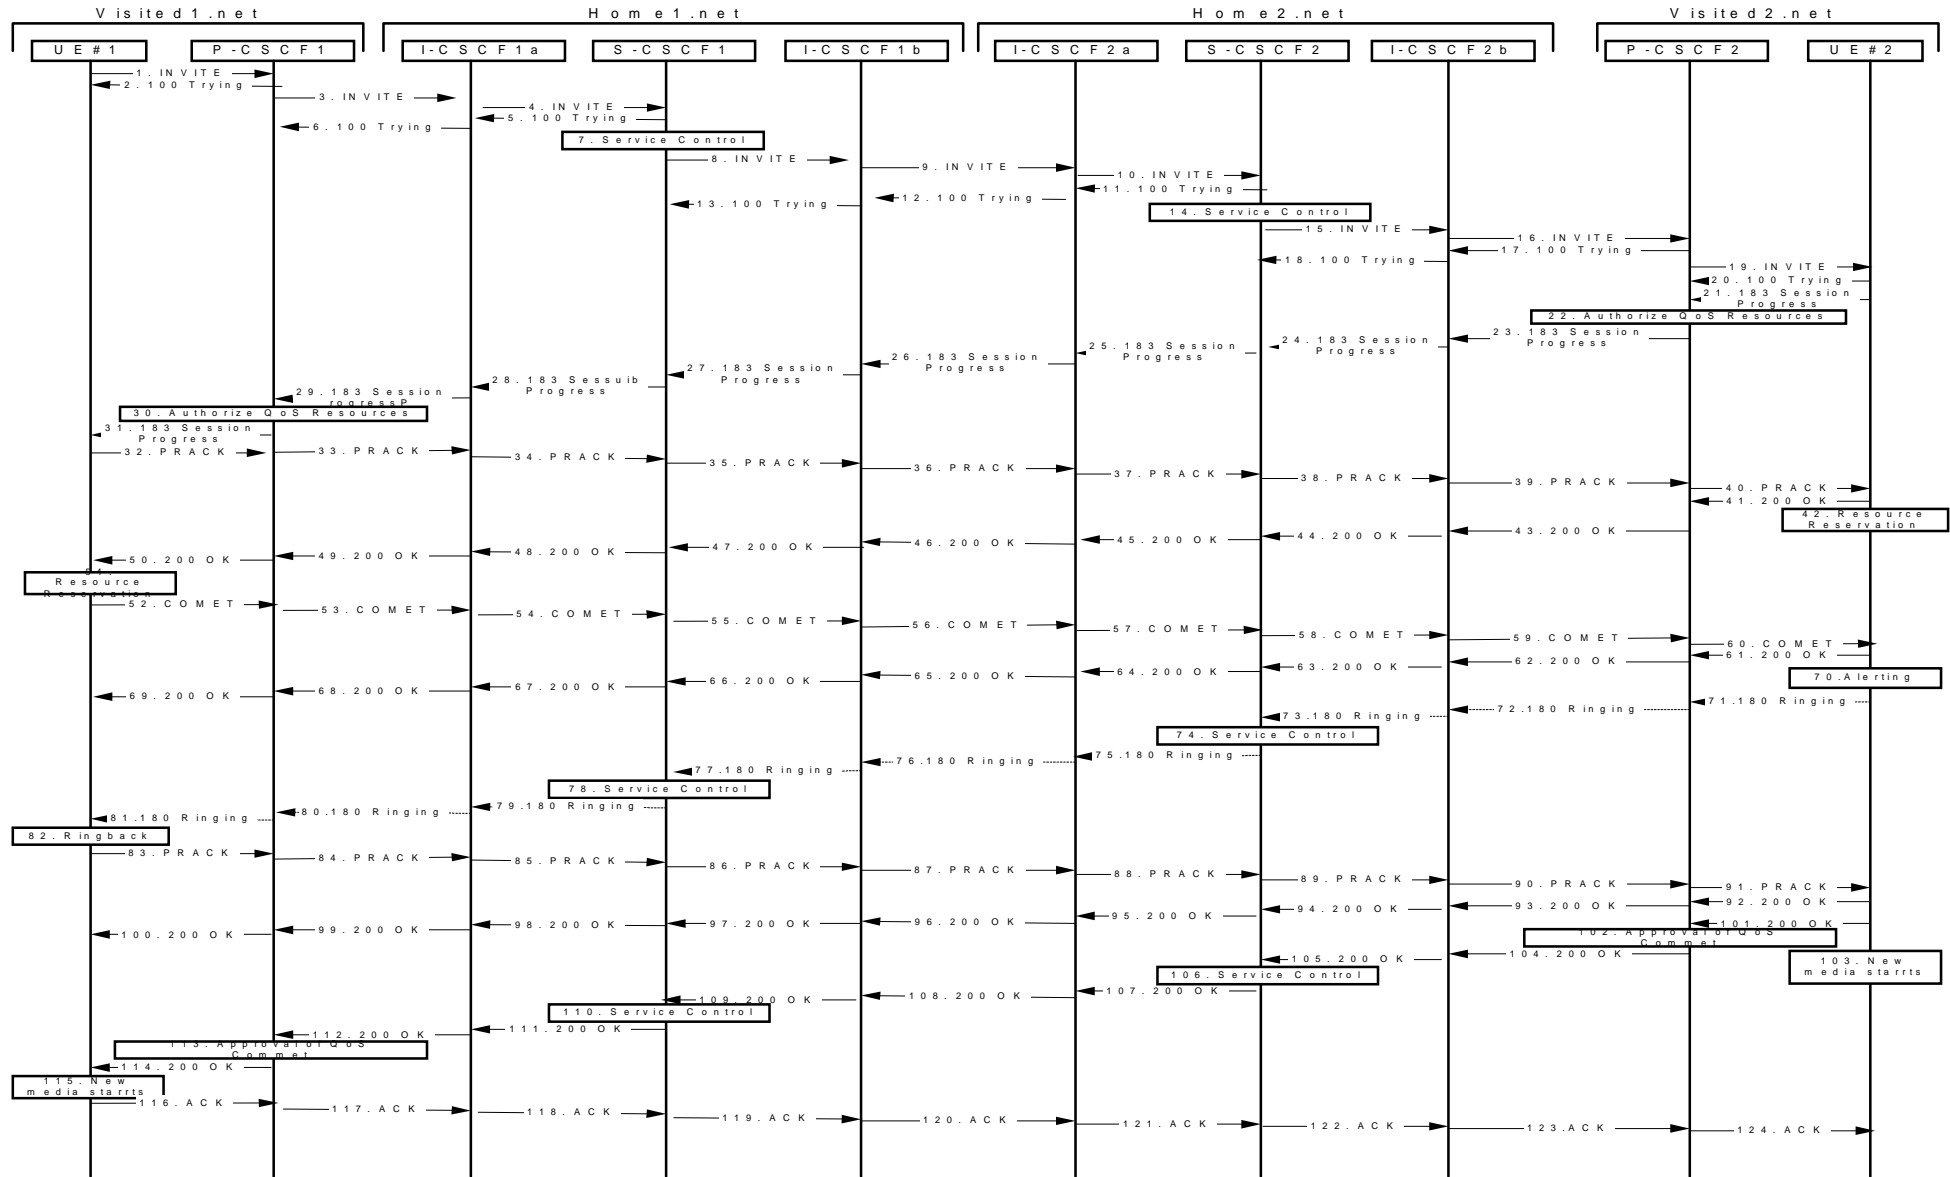 Visited1.net
Home1.net
Home2.net
Visited2.net
UE#1
P-CSCF1
I-CSCF1a
S-CSCF1
I-CSCF1b
I-CSCF2a
S-CSCF2
I-CSCF2b
P-CSCF2
UE#2
1. INVITE
2.100 Trying
3. INVITE
4. INVITE
5.100 Trying
6.100 Trying
7. Service Control
8. INVITE
9. INVITE
10. INVITE
11.100 Trying
12.100 Trying
13.100 Trying
14. Service Control
15. INVITE
16. INVITE
17.100 Trying
18.100 Trying
19. INVITE
20.100 Trying
21.183 Session
Progress
22. Authorize QoS Resources
23.183 Session
Progress
24.183 Session
Progress
25.183 Session
Progress
26.183 Session
Progress
27.183 Session
Progress
28.183 Sessuib
Progress
29.183 Session
rogressP
30. Authorize QoS Resources
31.183 Session
Progress
32. PRACK
33. PRACK
34. PRACK
35. PRACK
36. PRACK
37. PRACK
38. PRACK
39. PRACK
40. PRACK
41.200 OK
42. Resource
Reservation
43.200 OK
44.200 OK
45.200 OK
46.200 OK
47.200 OK
48.200 OK
49.200 OK
50.200 OK
51.
Resource
Reservation
52. COMET
53. COMET
54. COMET
55. COMET
56. COMET
57. COMET
58. COMET
59. COMET
60. COMET
61.200 OK
62.200 OK
63.200 OK
64.200 OK
65.200 OK
66.200 OK
67.200 OK
68.200 OK
69.200 OK
70.Alerting
71.180 Ringing
72.180 Ringing
73.180 Ringing
74. Service Control
75.180 Ringing
76.180 Ringing
77.180 Ringing
78. Service Control
79.180 Ringing
80.180 Ringing
81.180 Ringing
82. Ringback
83. PRACK
84. PRACK
85. PRACK
86. PRACK
87. PRACK
88. PRACK
89. PRACK
90. PRACK
91. PRACK
92.200 OK
93.200 OK
94.200 OK
95.200 OK
96.200 OK
97.200 OK
98.200 OK
99.200 OK
100.200 OK
101.200 OK
102. Approval of QoS
Commet
103. New
media starrts
104.200 OK
105.200 OK
106. Service Control
107.200 OK
108.200 OK
109.200 OK
110. Service Control
111.200 OK
112.200 OK
113. Approval of QoS
Commet
114.200 OK
115. New
media starrts
116. ACK
117. ACK
118. ACK
119. ACK
120. ACK
121. ACK
122. ACK
123.ACK
124. ACK